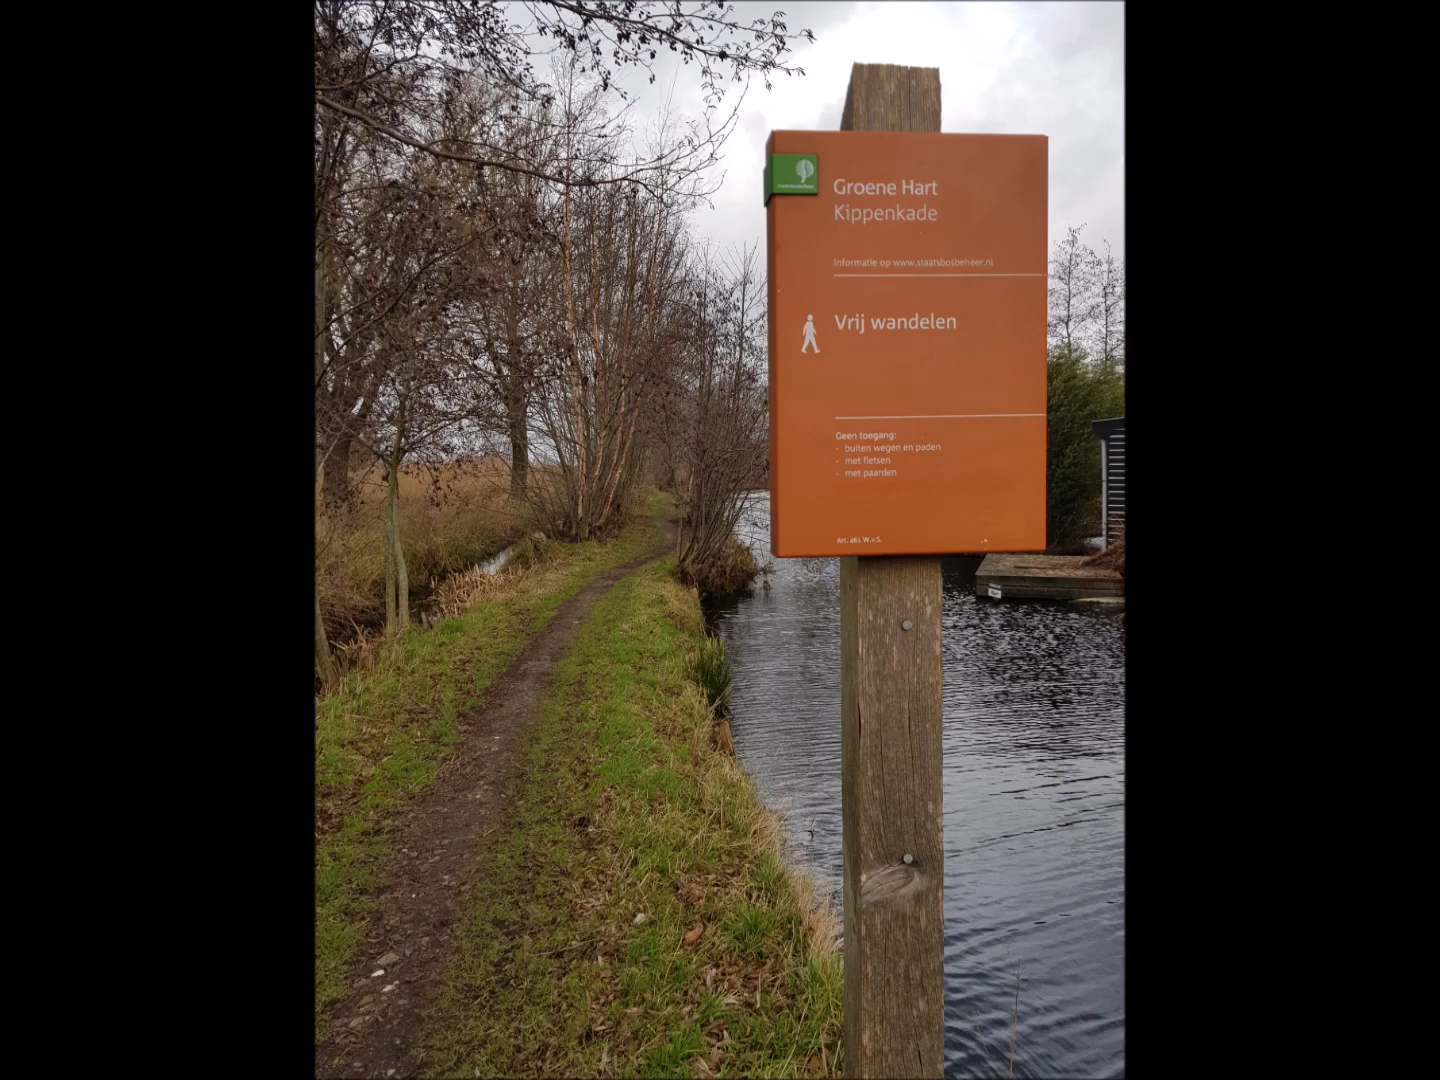 staatsbosbeheer
Groene Hart
Kippenkade
Informatie op www.staatsbosbeheer.nl
Vrij wandelen
Geen toegang:
- buiten wegen en paden
- met fietsen
- met paarden
Art. 461 W.v.S.